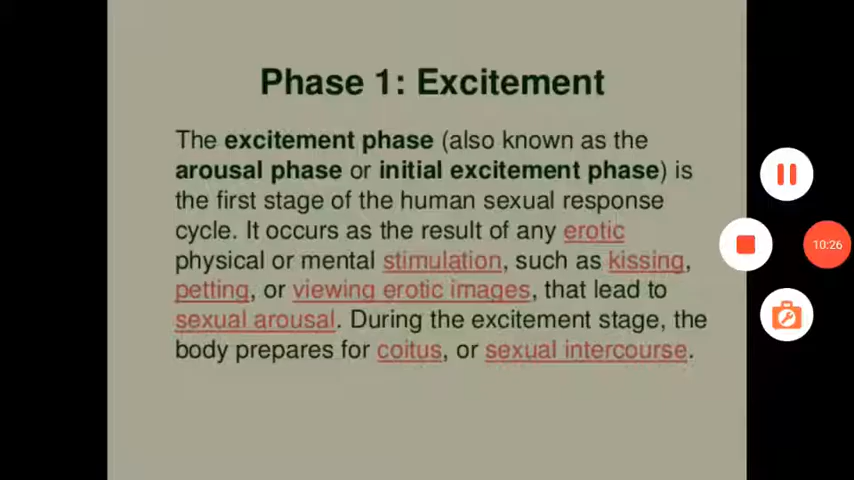 Phase 1: Excitement
The excitement phase (also known as the
arousal phase or initial excitement phase) is
the first stage of the human sexual response
cycle. It occurs as the result of any erotic
physical or mental stimulation, such as kissing,
petting, or viewing erotic images, that lead to
sexual arousal. During the excitement stage, the
body prepares for coitus, or sexual intercourse.
10:26